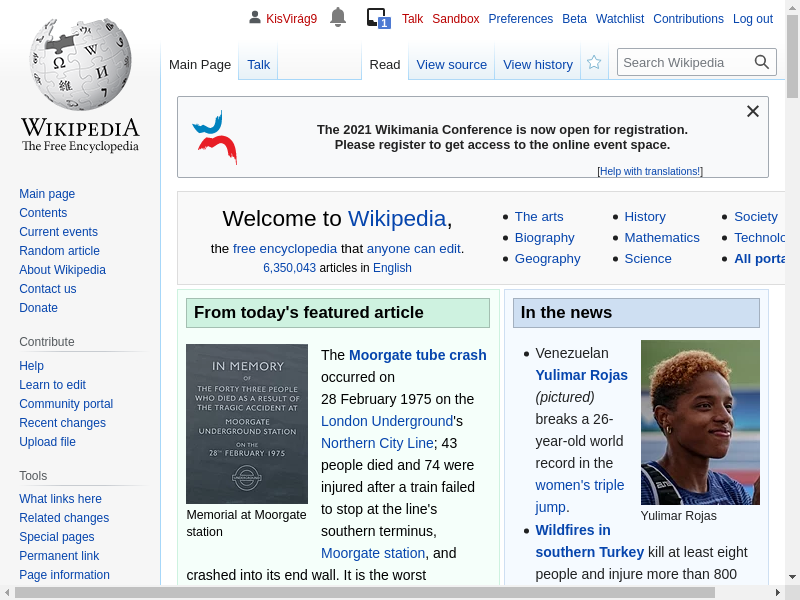 KisVirág9
1
Talk
Sandbox
Preferences
Beta
Watchlist
Contributions
Log out
WIKIPEDIA
The Free Encyclopedia
Main Page
Talk
Read
View source
View history
Search Wikipedia
The 2021 Wikimania Conference is now open for registration.
Please register to get access to the online event space.
[Help with translations!]
Main page
Contents
Current events
Random article
About Wikipedia
Contact us
Donate
Contribute
Help
Learn to edit
Community portal
Recent changes
Upload file
Tools
What links here
Related changes
Special pages
Permanent link
Page information
Welcome to Wikipedia,
the free encyclopedia that anyone can edit.
6,350,043 articles in English
The arts
Biography
Geography
History
Mathematics
Science
Society
Technolo
All porta
From today's featured article
IN MEMORY
OF
THE FORTY THREE PEOPLE
WHO DIED AS A RESULT OF
THE TRAGIC ACCIDENT AT
MOORGATE
UNDERGROUND STATION
ON THE
28TH FEBRUARY 1975
UNDERGROUND
Memorial at Moorgate
station
The Moorgate tube crash
occurred on
28 February 1975 on the
London Underground's
Northern City Line; 43
people died and 74 were
injured after a train failed
to stop at the line's
southern terminus,
Moorgate station, and
crashed into its end wall. It is the worst
In the news
Venezuelan
Yulimar Rojas
(pictured)
breaks a 26-
year-old world
record in the
women's triple
jump.
Yulimar Rojas
Wildfires in
southern Turkey kill at least eight
people and injure more than 800